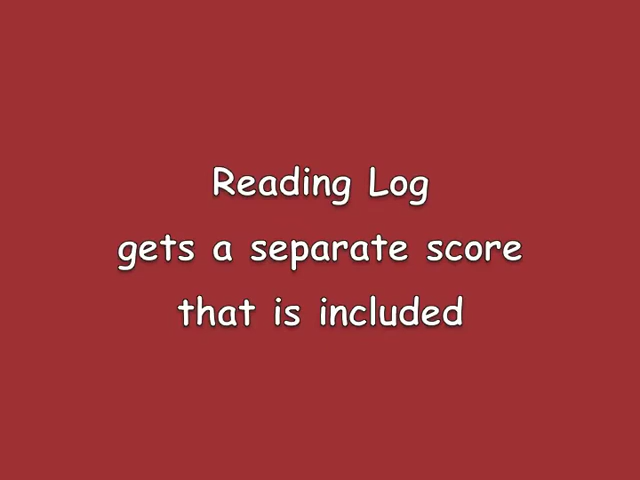 Reading Log
gets a separate score
that is included